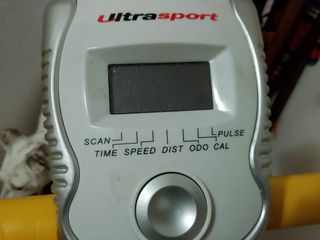 Ultrasport
SCAN PULSE
TIME SPEED DIST ODO CAL